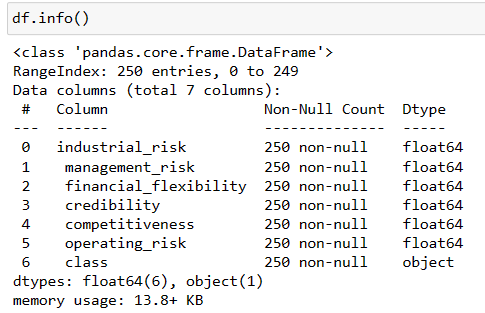 df.info()
<class 'pandas.core.frame.DataFrame'>
RangeIndex: 250 entries, 0 to 249
Data columns (total 7 columns):
 #   Column                  Non-Null Count  Dtype
---  ------                  --------------  -----
 0   industrial_risk         250 non-null    float64
 1    management_risk        250 non-null    float64
 2    financial_flexibility  250 non-null    float64
 3    credibility            250 non-null    float64
 4    competitiveness        250 non-null    float64
 5    operating_risk         250 non-null    float64
 6    class                  250 non-null    object
dtypes: float64(6), object(1)
memory usage: 13.8+ KB